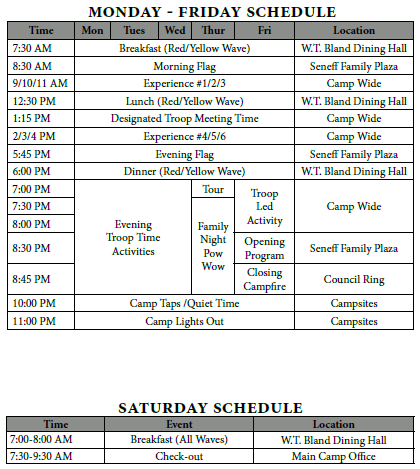 MONDAY - FRIDAY SCHEDULE
Time Mon Tues Wed Thur Fri Location
7:30 AM Breakfast (Red/Yellow Wave) W.T. Bland Dining Hall
8:30 AM Morning Flag Seneff Family Plaza
9/10/11 AM Experience #1/2/3 Camp Wide
12:30 PM Lunch (Red/Yellow Wave) W.T. Bland Dining Hall
1:15 PM Designated Troop Meeting Time Camp Wide
2/3/4 PM Experience #4/5/6 Camp Wide
5:45 PM Evening Flag Seneff Family Plaza
6:00 PM Dinner (Red/Yellow Wave) W.T. Bland Dining Hall
7:00 PM
7:30 PM
8:00 PM
8:30 PM
8:45 PM
Evening
Troop Time
Activities
Tour
Family
Night
Pow
Wow
Troop
Led
Activity
Camp Wide
Opening
Program
Seneff Family Plaza
Closing
Campfire
Council Ring
10:00 PM Camp Taps /Quiet Time Campsites
11:00 PM Camp Lights Out Campsites
SATURDAY SCHEDULE
Time Event Location
7:00-8:00 AM Breakfast (All Waves) W.T. Bland Dining Hall
7:30-9:30 AM Check-out Main Camp Office